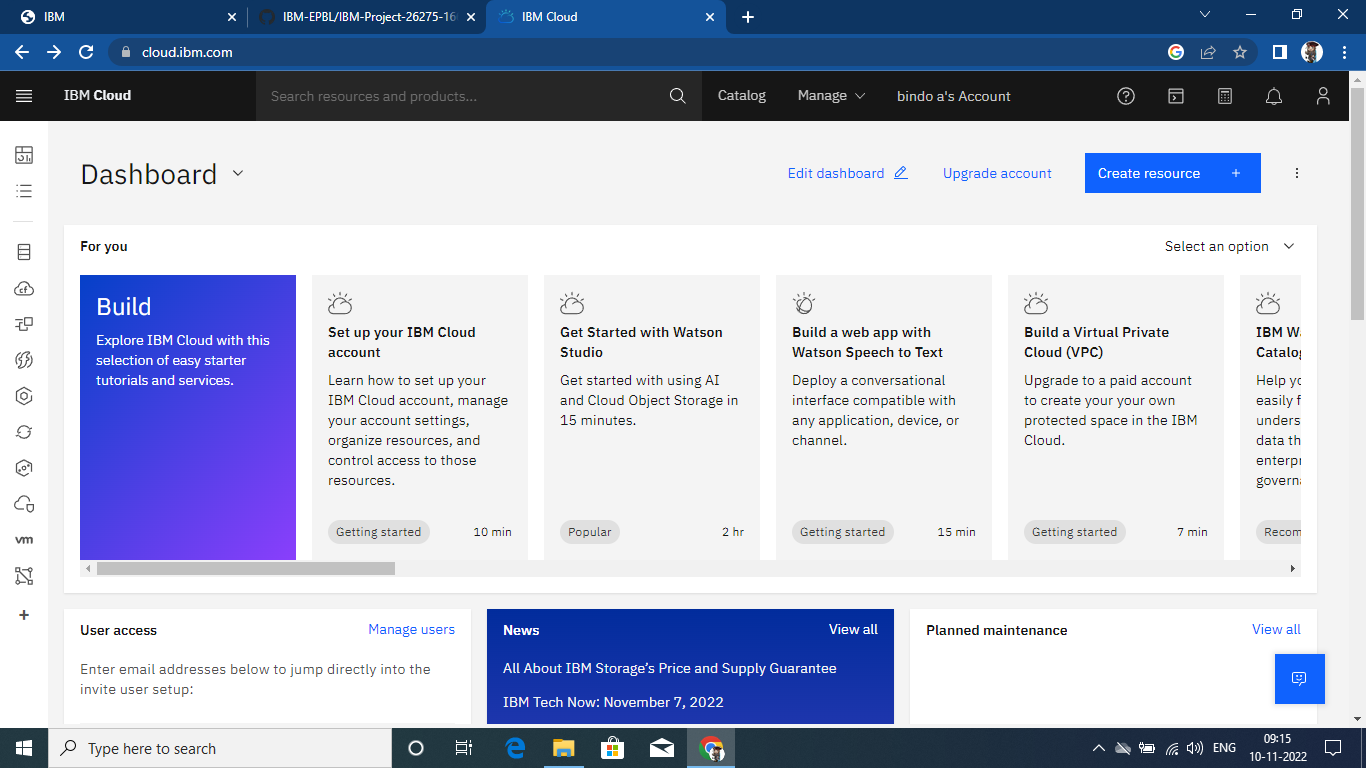 IBM
IBM-EPBL/IBM-Project-26275-16
IBM Cloud
cloud.ibm.com
IBM Cloud
Search resources and products...
Catalog
Manage
bindo a's Account
Dashboard
Edit dashboard
Upgrade account
Create resource +
For you
Select an option
Build
Explore IBM Cloud with this
selection of easy starter
tutorials and services.
Set up your IBM Cloud
account
Learn how to set up your
IBM Cloud account, manage
your account settings,
organize resources, and
control access to those
resources.
Getting started
10 min
Get Started with Watson
Studio
Get started with using AI
and Cloud Object Storage in
15 minutes.
Popular
2 hr
Build a web app with
Watson Speech to Text
Deploy a conversational
interface compatible with
any application, device, or
channel.
Getting started
15 min
Build a Virtual Private
Cloud (VPC)
Upgrade to a paid account
to create your your own
protected space in the IBM
Cloud.
Getting started
7 min
IBM W
Catalog
Help yo
easily f
unders
data th
enterpr
governa
Recom
cf
vm
User access
Manage users
Enter email addresses below to jump directly into the
invite user setup:
News
View all
All About IBM Storage's Price and Supply Guarantee
IBM Tech Now: November 7, 2022
Planned maintenance
View all
Type here to search
ENG
09:15
10-11-2022